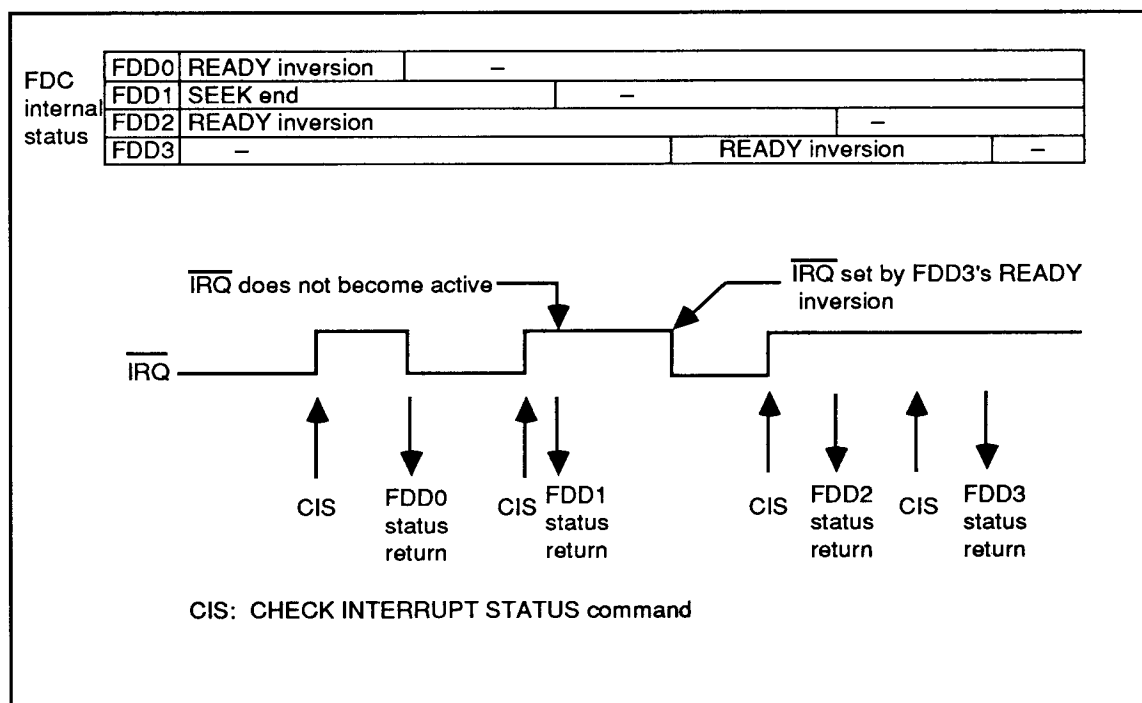 FDC
internal
status
FDD0 READY inversion –
FDD1 SEEK end –
FDD2 READY inversion –
FDD3 – READY inversion –
IRQ does not become active
IRQ set by FDD3's READY
inversion
IRQ
CIS
FDD0
status
return
CIS
FDD1
status
return
CIS
FDD2
status
return
CIS
FDD3
status
return
CIS: CHECK INTERRUPT STATUS command